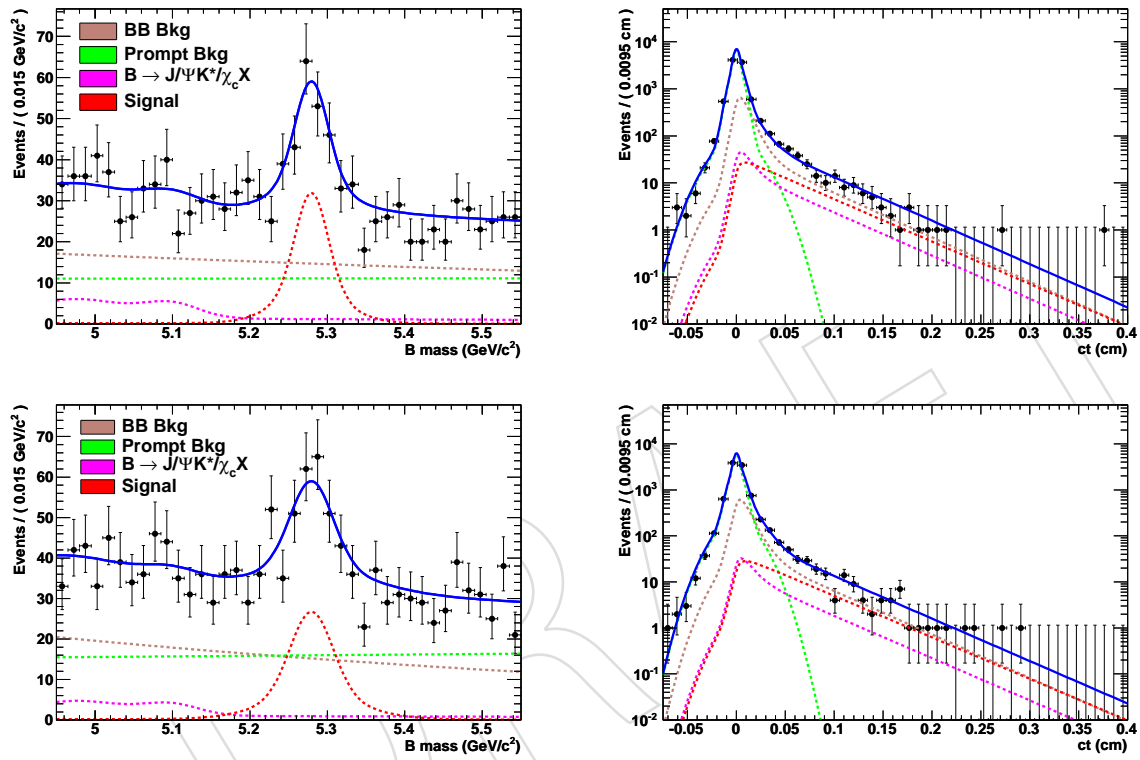 Events / ( 0.015 GeV/c² )
70
60
50
40
30
20
10
0
BB Bkg
Prompt Bkg
B → J/ΨK*/χcX
Signal
5 5.1 5.2 5.3 5.4 5.5
B mass (GeV/c²)
Events / ( 0.0095 cm )
10⁴
10³
10²
10
1
10⁻¹
10⁻²
-0.05 0 0.05 0.1 0.15 0.2 0.25 0.3 0.35 0.4
ct (cm)
Events / ( 0.015 GeV/c² )
70
60
50
40
30
20
10
0
BB Bkg
Prompt Bkg
B → J/ΨK*/χcX
Signal
5 5.1 5.2 5.3 5.4 5.5
B mass (GeV/c²)
Events / ( 0.0095 cm )
10⁴
10³
10²
10
1
10⁻¹
10⁻²
-0.05 0 0.05 0.1 0.15 0.2 0.25 0.3 0.35 0.4
ct (cm)